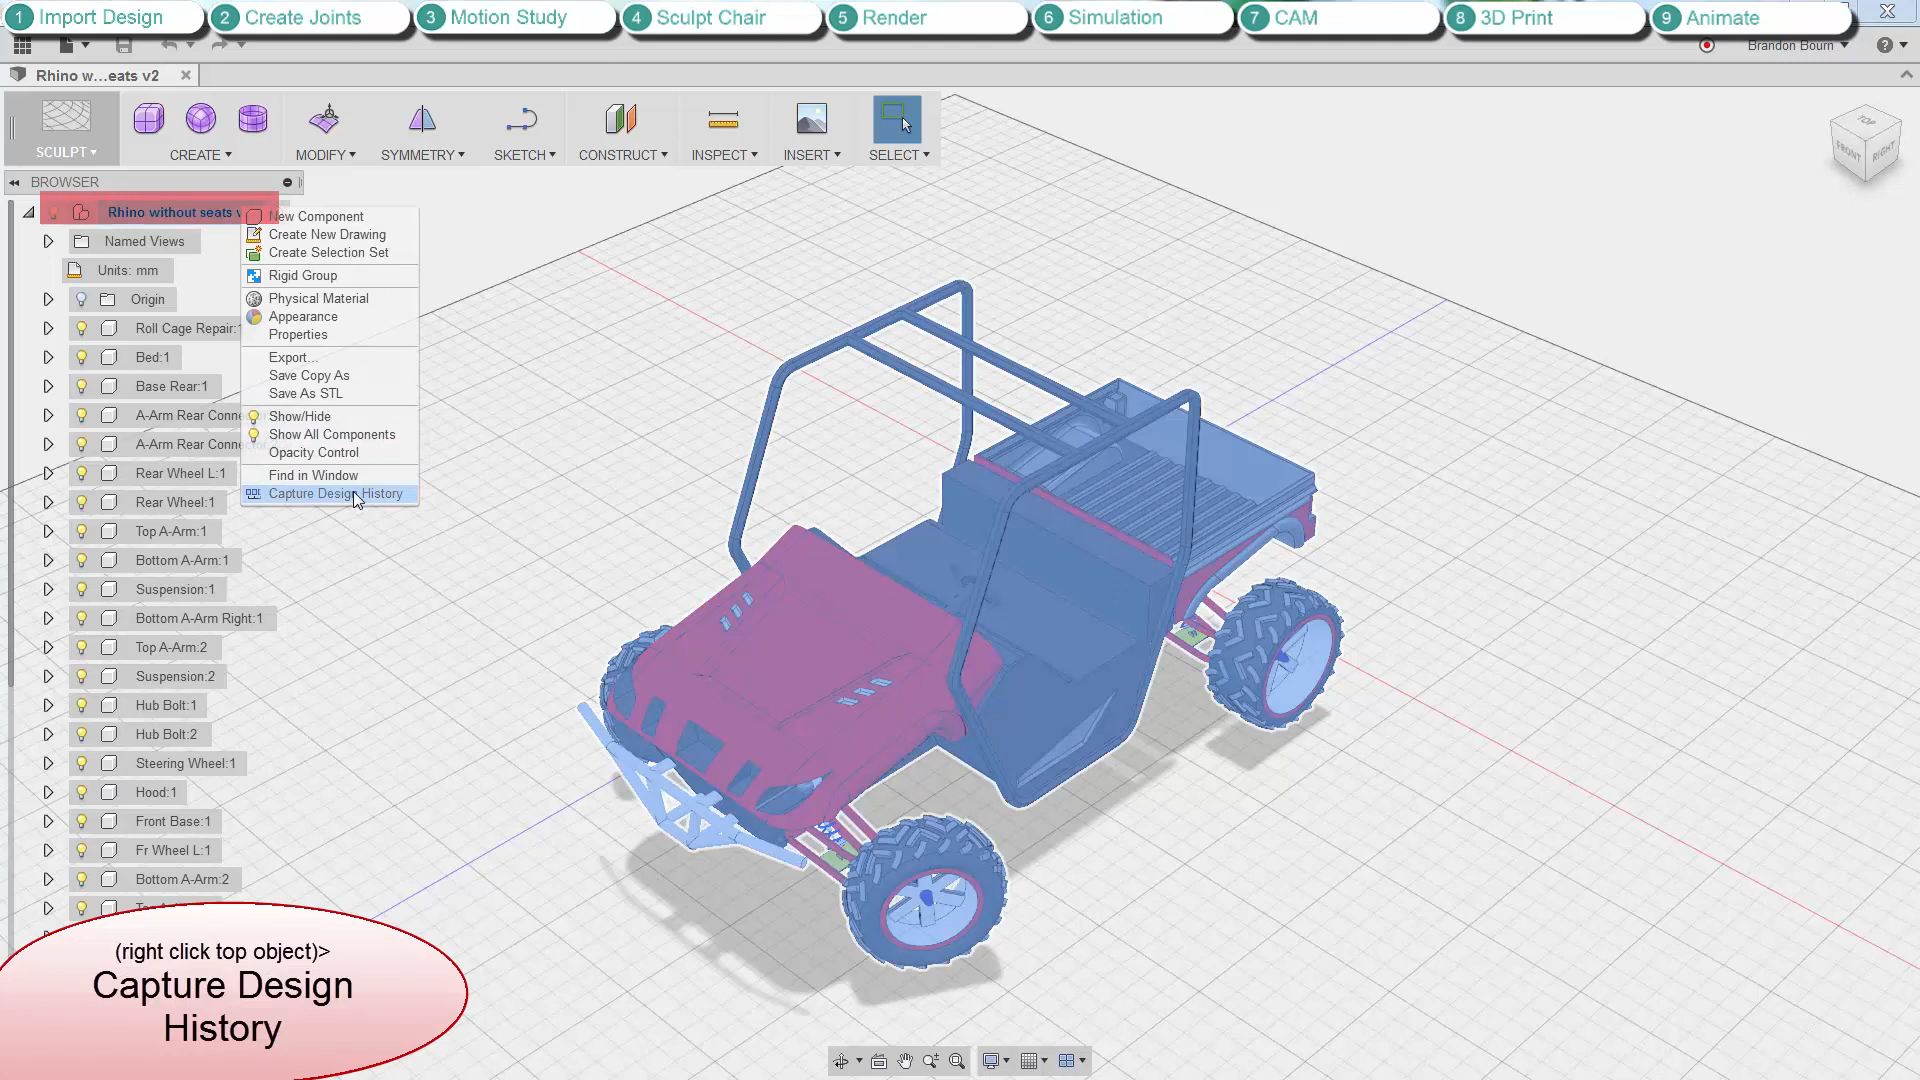 1 Import Design
2 Create Joints
3 Motion Study
4 Sculpt Chair
5 Render
6 Simulation
7 CAM
8 3D Print
9 Animate
Brandon Bourn
Rhino w...eats v2
SCULPT
CREATE
MODIFY
SYMMETRY
SKETCH
CONSTRUCT
INSPECT
INSERT
SELECT
TOP
FRONT
RIGHT
BROWSER
Rhino without seats v
Named Views
Units: mm
Origin
Roll Cage Repair:1
Bed:1
Base Rear:1
A-Arm Rear Conne
A-Arm Rear Conne
Rear Wheel L:1
Rear Wheel:1
Top A-Arm:1
Bottom A-Arm:1
Suspension:1
Bottom A-Arm Right:1
Top A-Arm:2
Suspension:2
Hub Bolt:1
Hub Bolt:2
Steering Wheel:1
Hood:1
Front Base:1
Fr Wheel L:1
Bottom A-Arm:2
New Component
Create New Drawing
Create Selection Set
Rigid Group
Physical Material
Appearance
Properties
Export...
Save Copy As
Save As STL
Show/Hide
Show All Components
Opacity Control
Find in Window
Capture Design History
(right click top object)>
Capture Design
History